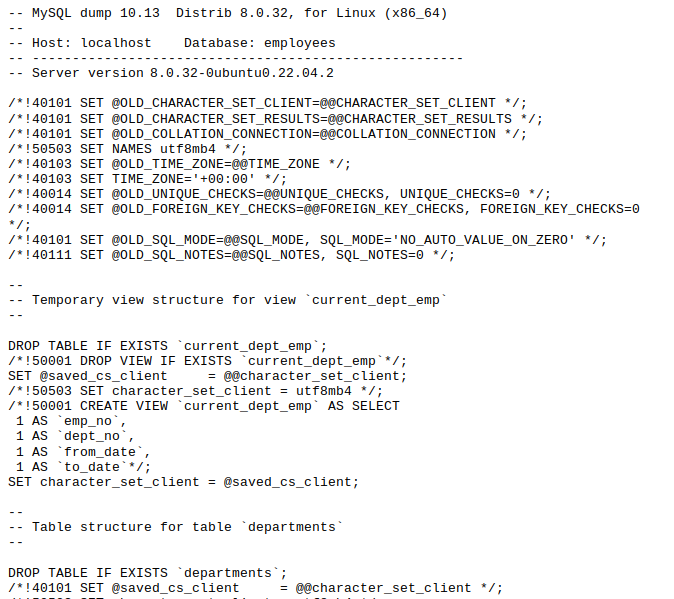 -- MySQL dump 10.13  Distrib 8.0.32, for Linux (x86_64)
--
-- Host: localhost    Database: employees
-- ------------------------------------------------------
-- Server version 8.0.32-0ubuntu0.22.04.2

/*!40101 SET @OLD_CHARACTER_SET_CLIENT=@@CHARACTER_SET_CLIENT */;
/*!40101 SET @OLD_CHARACTER_SET_RESULTS=@@CHARACTER_SET_RESULTS */;
/*!40101 SET @OLD_COLLATION_CONNECTION=@@COLLATION_CONNECTION */;
/*!50503 SET NAMES utf8mb4 */;
/*!40103 SET @OLD_TIME_ZONE=@@TIME_ZONE */;
/*!40103 SET TIME_ZONE='+00:00' */;
/*!40014 SET @OLD_UNIQUE_CHECKS=@@UNIQUE_CHECKS, UNIQUE_CHECKS=0 */;
/*!40014 SET @OLD_FOREIGN_KEY_CHECKS=@@FOREIGN_KEY_CHECKS, FOREIGN_KEY_CHECKS=0
*/;
/*!40101 SET @OLD_SQL_MODE=@@SQL_MODE, SQL_MODE='NO_AUTO_VALUE_ON_ZERO' */;
/*!40111 SET @OLD_SQL_NOTES=@@SQL_NOTES, SQL_NOTES=0 */;

--
-- Temporary view structure for view `current_dept_emp`
--

DROP TABLE IF EXISTS `current_dept_emp`;
/*!50001 DROP VIEW IF EXISTS `current_dept_emp`*/;
SET @saved_cs_client     = @@character_set_client;
/*!50503 SET character_set_client = utf8mb4 */;
/*!50001 CREATE VIEW `current_dept_emp` AS SELECT
 1 AS `emp_no`,
 1 AS `dept_no`,
 1 AS `from_date`,
 1 AS `to_date`*/;
SET character_set_client = @saved_cs_client;

--
-- Table structure for table `departments`
--

DROP TABLE IF EXISTS `departments`;
/*!40101 SET @saved_cs_client     = @@character_set_client */;